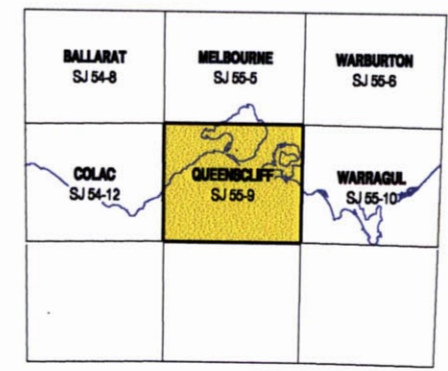 BALLARAT
SJ 54-8
MELBOURNE
SJ 55-5
WARBURTON
SJ 55-6
COLAC
SJ 54-12
QUEENSCLIFF
SJ 55-9
WARRAGUL
SJ 55-10